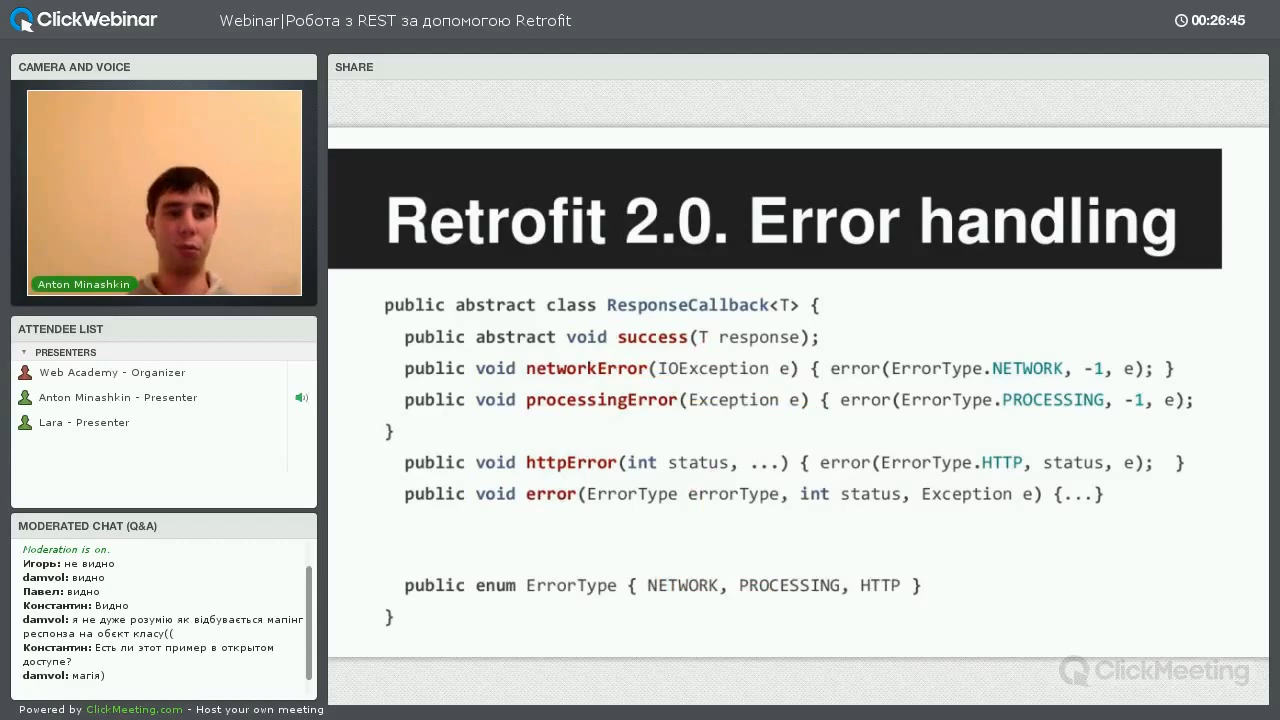 ClickWebinar
Webinar|Робота з REST за допомогою Retrofit
00:26:45
CAMERA AND VOICE
Anton Minashkin
ATTENDEE LIST
PRESENTERS
Web Academy - Organizer
Anton Minashkin - Presenter
Lara - Presenter
MODERATED CHAT (Q&A)
Moderation is on.
Игорь: не видно
damvol: видно
Павел: видно
Константин: Видно
damvol: я не дуже розумію як відбувається мапінг
респонза на обєкт класу((
Константин: Есть ли этот пример в открытом
доступе?
damvol: магія)
Powered by ClickMeeting.com - Host your own meeting
SHARE
Retrofit 2.0. Error handling
public abstract class ResponseCallback<T> {
public abstract void success(T response);
public void networkError(IOException e) { error(ErrorType.NETWORK, -1, e); }
public void processingError(Exception e) { error(ErrorType.PROCESSING, -1, e);
}
public void httpError(int status, ...) { error(ErrorType.HTTP, status, e); }
public void error(ErrorType errorType, int status, Exception e) {...}
public enum ErrorType { NETWORK, PROCESSING, HTTP }
}
ClickMeeting